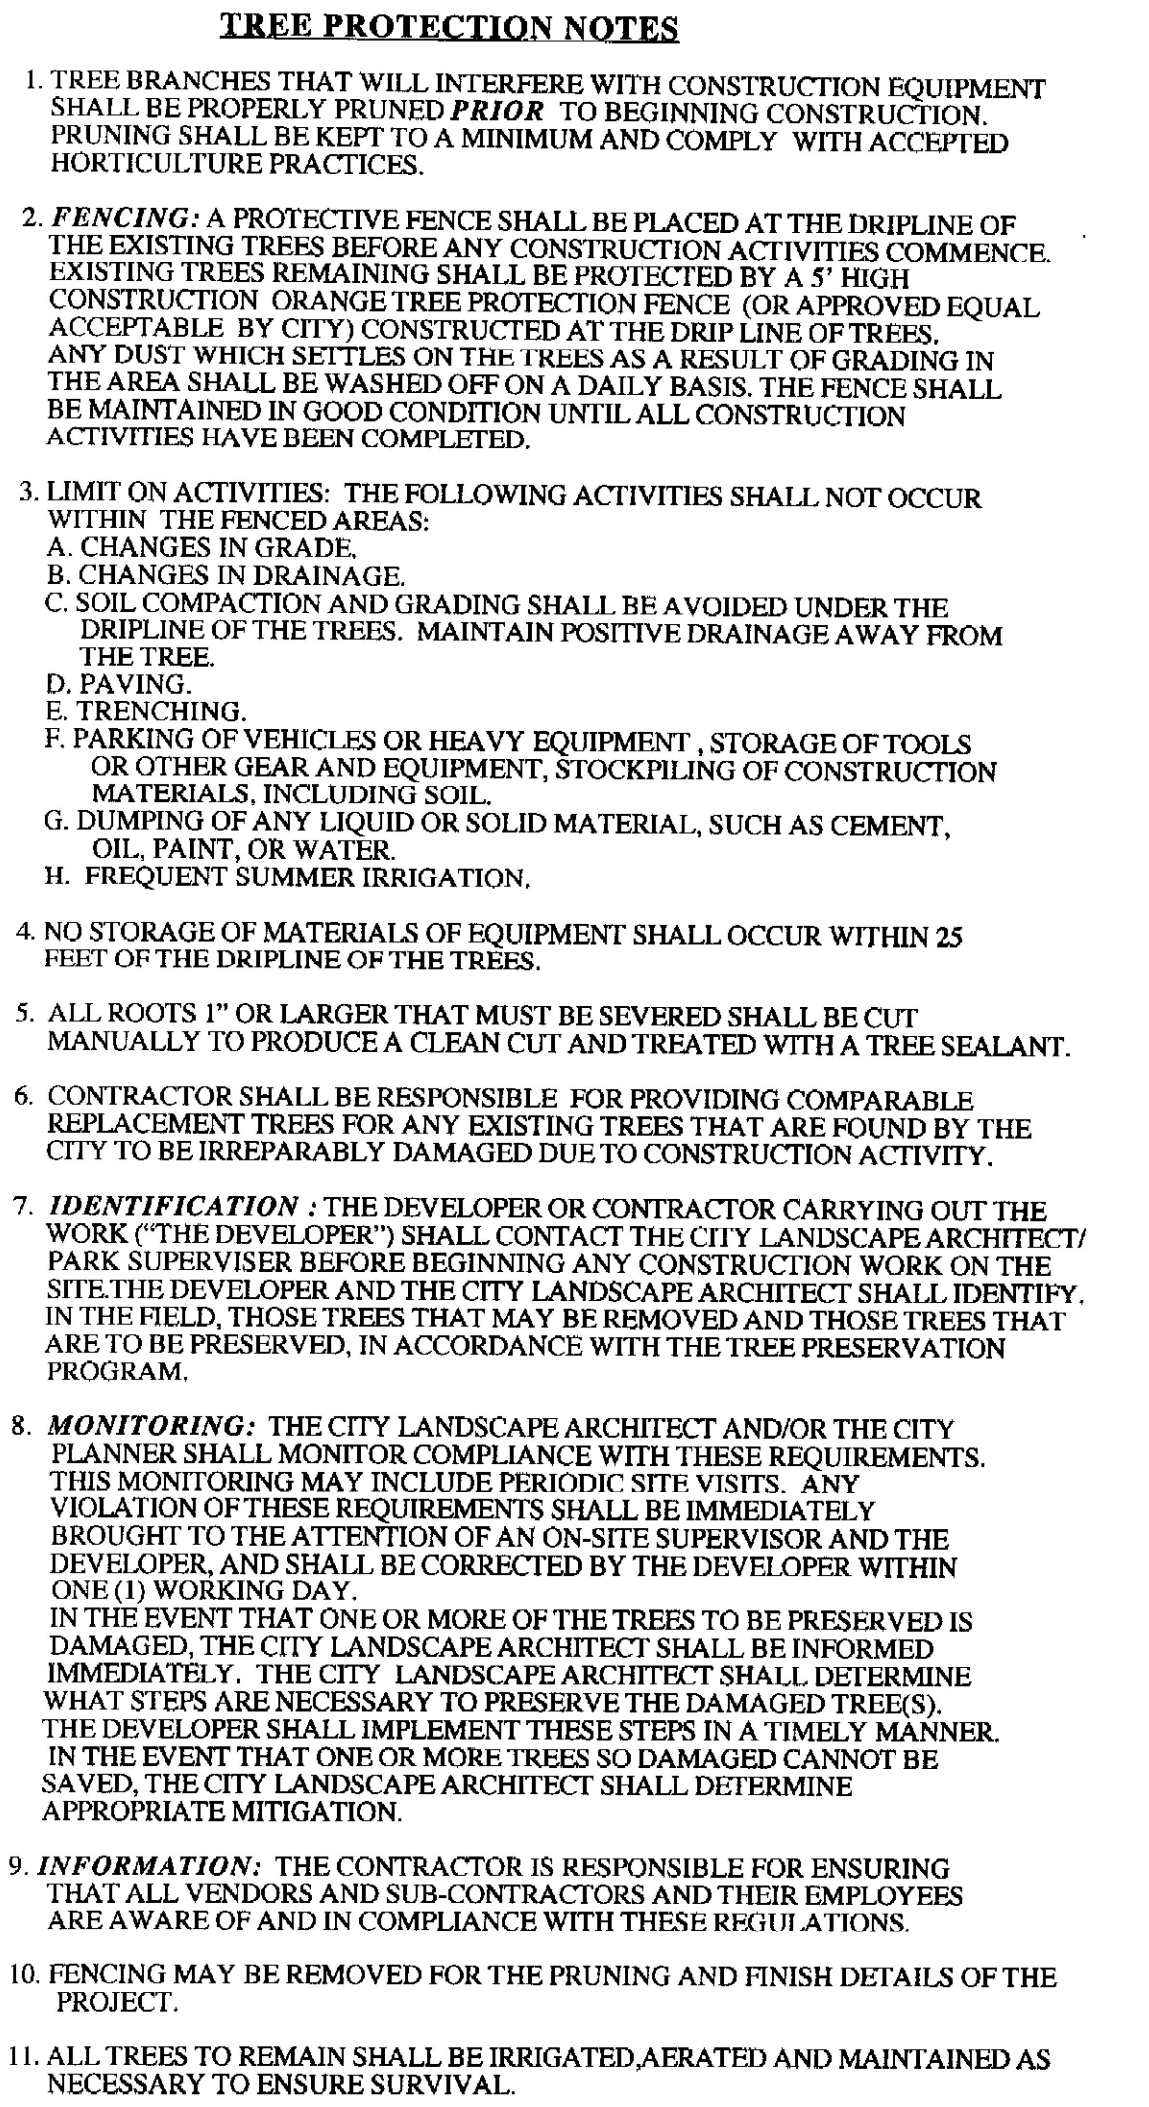 TREE PROTECTION NOTES
1. TREE BRANCHES THAT WILL INTERFERE WITH CONSTRUCTION EQUIPMENT
SHALL BE PROPERLY PRUNED PRIOR TO BEGINNING CONSTRUCTION.
PRUNING SHALL BE KEPT TO A MINIMUM AND COMPLY WITH ACCEPTED
HORTICULTURE PRACTICES.
2. FENCING: A PROTECTIVE FENCE SHALL BE PLACED AT THE DRIPLINE OF
THE EXISTING TREES BEFORE ANY CONSTRUCTION ACTIVITIES COMMENCE.
EXISTING TREES REMAINING SHALL BE PROTECTED BY A 5' HIGH
CONSTRUCTION ORANGE TREE PROTECTION FENCE (OR APPROVED EQUAL
ACCEPTABLE BY CITY) CONSTRUCTED AT THE DRIP LINE OF TREES.
ANY DUST WHICH SETTLES ON THE TREES AS A RESULT OF GRADING IN
THE AREA SHALL BE WASHED OFF ON A DAILY BASIS. THE FENCE SHALL
BE MAINTAINED IN GOOD CONDITION UNTIL ALL CONSTRUCTION
ACTIVITIES HAVE BEEN COMPLETED.
3. LIMIT ON ACTIVITIES: THE FOLLOWING ACTIVITIES SHALL NOT OCCUR
WITHIN THE FENCED AREAS:
A. CHANGES IN GRADE.
B. CHANGES IN DRAINAGE.
C. SOIL COMPACTION AND GRADING SHALL BE AVOIDED UNDER THE
DRIPLINE OF THE TREES. MAINTAIN POSITIVE DRAINAGE AWAY FROM
THE TREE.
D. PAVING.
E. TRENCHING.
F. PARKING OF VEHICLES OR HEAVY EQUIPMENT , STORAGE OF TOOLS
OR OTHER GEAR AND EQUIPMENT, STOCKPILING OF CONSTRUCTION
MATERIALS, INCLUDING SOIL.
G. DUMPING OF ANY LIQUID OR SOLID MATERIAL, SUCH AS CEMENT,
OIL, PAINT, OR WATER.
H. FREQUENT SUMMER IRRIGATION.
4. NO STORAGE OF MATERIALS OF EQUIPMENT SHALL OCCUR WITHIN 25
FEET OF THE DRIPLINE OF THE TREES.
5. ALL ROOTS 1" OR LARGER THAT MUST BE SEVERED SHALL BE CUT
MANUALLY TO PRODUCE A CLEAN CUT AND TREATED WITH A TREE SEALANT.
6. CONTRACTOR SHALL BE RESPONSIBLE FOR PROVIDING COMPARABLE
REPLACEMENT TREES FOR ANY EXISTING TREES THAT ARE FOUND BY THE
CITY TO BE IRREPARABLY DAMAGED DUE TO CONSTRUCTION ACTIVITY.
7. IDENTIFICATION : THE DEVELOPER OR CONTRACTOR CARRYING OUT THE
WORK ("THE DEVELOPER") SHALL CONTACT THE CITY LANDSCAPE ARCHITECT/
PARK SUPERVISER BEFORE BEGINNING ANY CONSTRUCTION WORK ON THE
SITE.THE DEVELOPER AND THE CITY LANDSCAPE ARCHITECT SHALL IDENTIFY,
IN THE FIELD, THOSE TREES THAT MAY BE REMOVED AND THOSE TREES THAT
ARE TO BE PRESERVED, IN ACCORDANCE WITH THE TREE PRESERVATION
PROGRAM.
8. MONITORING: THE CITY LANDSCAPE ARCHITECT AND/OR THE CITY
PLANNER SHALL MONITOR COMPLIANCE WITH THESE REQUIREMENTS.
THIS MONITORING MAY INCLUDE PERIODIC SITE VISITS. ANY
VIOLATION OF THESE REQUIREMENTS SHALL BE IMMEDIATELY
BROUGHT TO THE ATTENTION OF AN ON-SITE SUPERVISOR AND THE
DEVELOPER, AND SHALL BE CORRECTED BY THE DEVELOPER WITHIN
ONE (1) WORKING DAY.
IN THE EVENT THAT ONE OR MORE OF THE TREES TO BE PRESERVED IS
DAMAGED, THE CITY LANDSCAPE ARCHITECT SHALL BE INFORMED
IMMEDIATELY. THE CITY LANDSCAPE ARCHITECT SHALL DETERMINE
WHAT STEPS ARE NECESSARY TO PRESERVE THE DAMAGED TREE(S).
THE DEVELOPER SHALL IMPLEMENT THESE STEPS IN A TIMELY MANNER.
IN THE EVENT THAT ONE OR MORE TREES SO DAMAGED CANNOT BE
SAVED, THE CITY LANDSCAPE ARCHITECT SHALL DETERMINE
APPROPRIATE MITIGATION.
9. INFORMATION: THE CONTRACTOR IS RESPONSIBLE FOR ENSURING
THAT ALL VENDORS AND SUB-CONTRACTORS AND THEIR EMPLOYEES
ARE AWARE OF AND IN COMPLIANCE WITH THESE REGULATIONS.
10. FENCING MAY BE REMOVED FOR THE PRUNING AND FINISH DETAILS OF THE
PROJECT.
11. ALL TREES TO REMAIN SHALL BE IRRIGATED,AERATED AND MAINTAINED AS
NECESSARY TO ENSURE SURVIVAL.